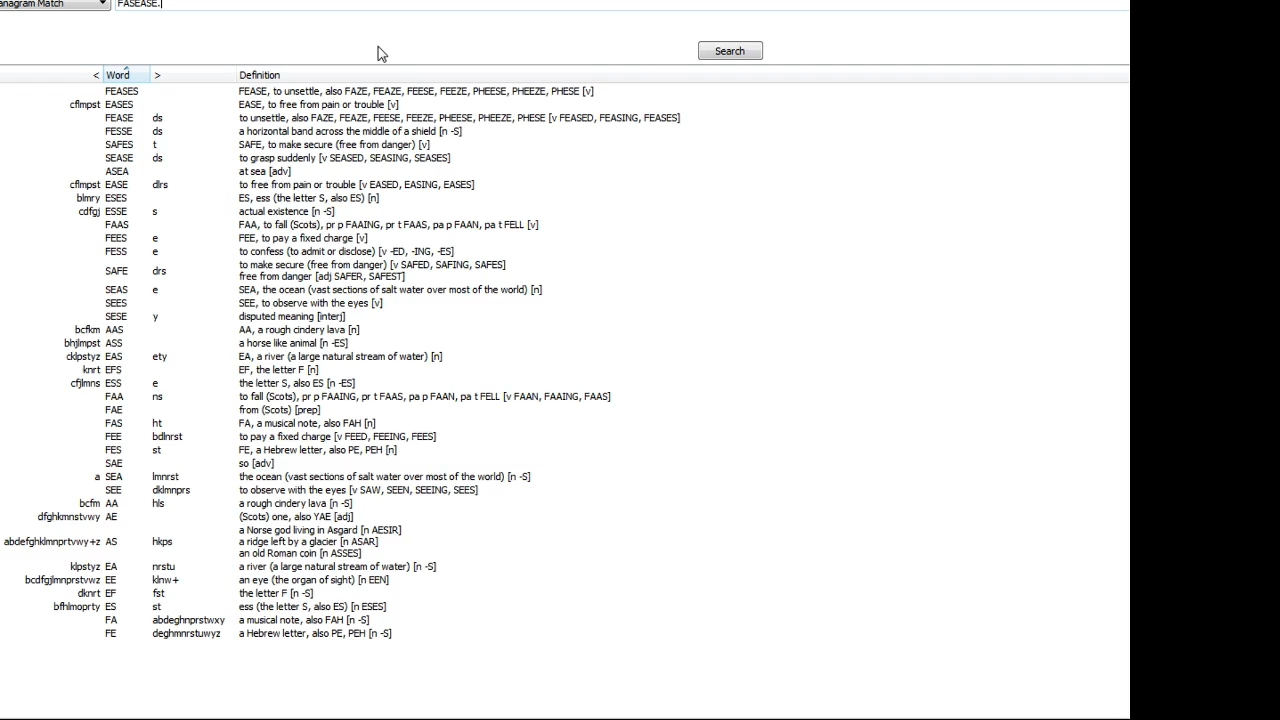 anagram Match FASEASE.
Search
< Word > Definition
FEASES FEASE, to unsettle, also FAZE, FEAZE, FEESE, FEEZE, PHEESE, PHEEZE, PHESE [v]
cflmpst EASES EASE, to free from pain or trouble [v]
FEASE ds to unsettle, also FAZE, FEAZE, FEESE, FEEZE, PHEESE, PHEEZE, PHESE [v FEASED, FEASING, FEASES]
FESSE ds a horizontal band across the middle of a shield [n -S]
SAFES t SAFE, to make secure (free from danger) [v]
SEASE ds to grasp suddenly [v SEASED, SEASING, SEASES]
ASEA at sea [adv]
cflmpst EASE dlrs to free from pain or trouble [v EASED, EASING, EASES]
blmry ESES ES, ess (the letter S, also ES) [n]
cdfgj ESSE s actual existence [n -S]
FAAS FAA, to fall (Scots), pr p FAAING, pr t FAAS, pa p FAAN, pa t FELL [v]
FEES e FEE, to pay a fixed charge [v]
FESS e to confess (to admit or disclose) [v -ED, -ING, -ES]
to make secure (free from danger) [v SAFED, SAFING, SAFES]
SAFE drs
free from danger [adj SAFER, SAFEST]
SEAS e SEA, the ocean (vast sections of salt water over most of the world) [n]
SEES SEE, to observe with the eyes [v]
SESE y disputed meaning [interj]
bcfkm AAS AA, a rough cindery lava [n]
bhjlmpst ASS a horse like animal [n -ES]
cklpstyz EAS ety EA, a river (a large natural stream of water) [n]
knrt EFS EF, the letter F [n]
cfjlmns ESS e the letter S, also ES [n -ES]
FAA ns to fall (Scots), pr p FAAING, pr t FAAS, pa p FAAN, pa t FELL [v FAAN, FAAING, FAAS]
FAE from (Scots) [prep]
FAS ht FA, a musical note, also FAH [n]
FEE bdlnrst to pay a fixed charge [v FEED, FEEING, FEES]
FES st FE, a Hebrew letter, also PE, PEH [n]
SAE so [adv]
a SEA lmnrst the ocean (vast sections of salt water over most of the world) [n -S]
SEE dklmnprs to observe with the eyes [v SAW, SEEN, SEEING, SEES]
bcfm AA hls a rough cindery lava [n -S]
dfghkmnstvwy AE (Scots) one, also YAE [adj]
a Norse god living in Asgard [n AESIR]
abdefghklmnprtvwy+z AS hkps a ridge left by a glacier [n ASAR]
an old Roman coin [n ASSES]
klpstyz EA nrstu a river (a large natural stream of water) [n -S]
bcdfgjlmnprstvwz EE klnw+ an eye (the organ of sight) [n EEN]
dknrt EF fst the letter F [n -S]
bfhlmoprty ES st ess (the letter S, also ES) [n ESES]
FA abdeghnprstwxy a musical note, also FAH [n -S]
FE deghmnrstuwyz a Hebrew letter, also PE, PEH [n -S]